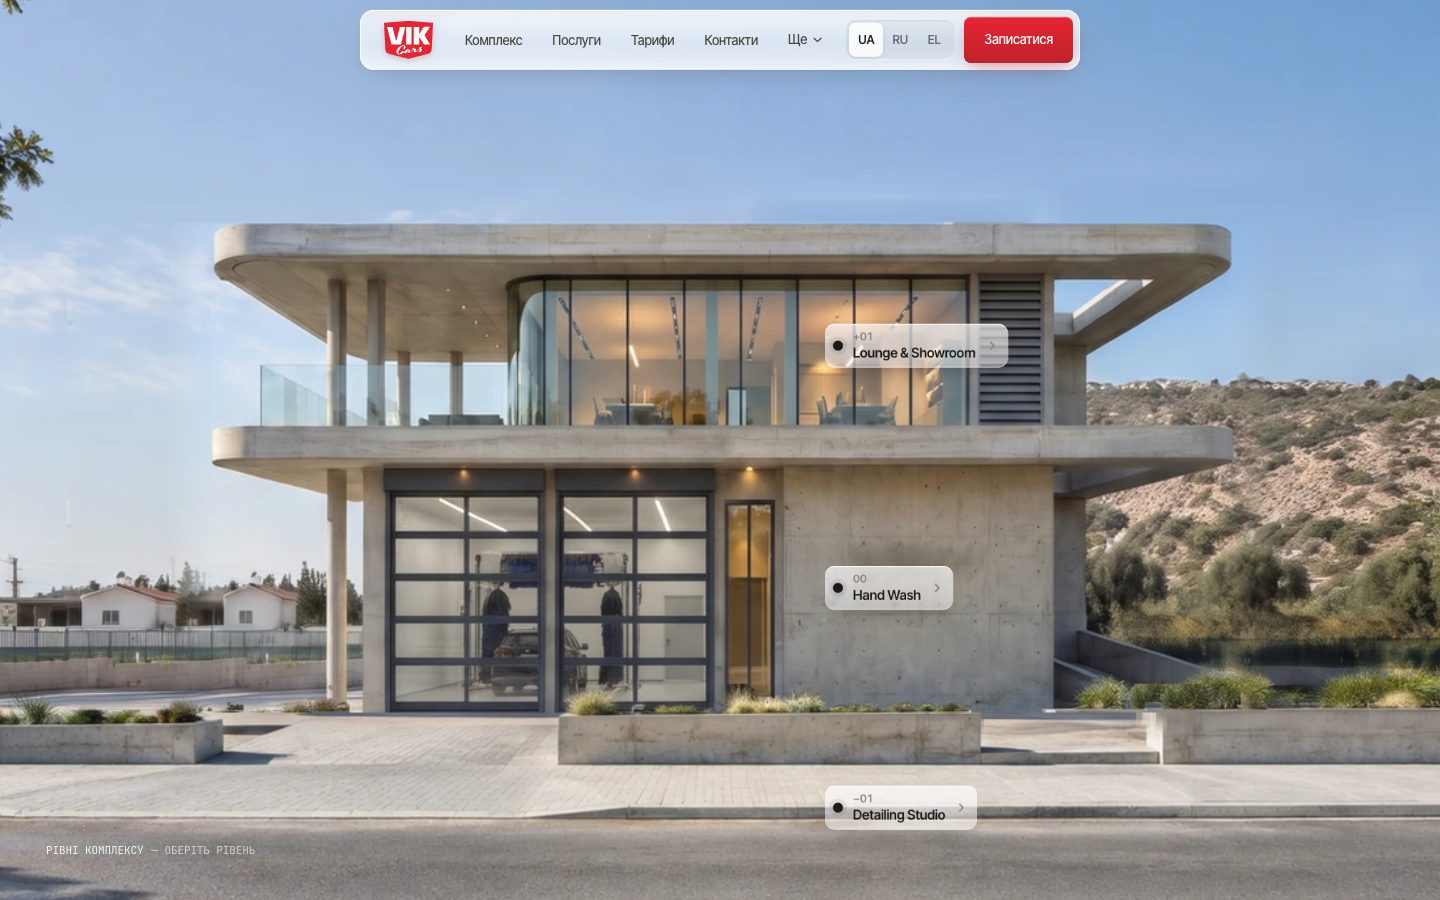 VIK
Cars
Комплекс
Послуги
Тарифи
Контакти
Ще
UA
RU
EL
Записатися
+01
Lounge & Showroom
00
Hand Wash
–01
Detailing Studio
РІВНІ КОМПЛЕКСУ — ОБЕРІТЬ РІВЕНЬ